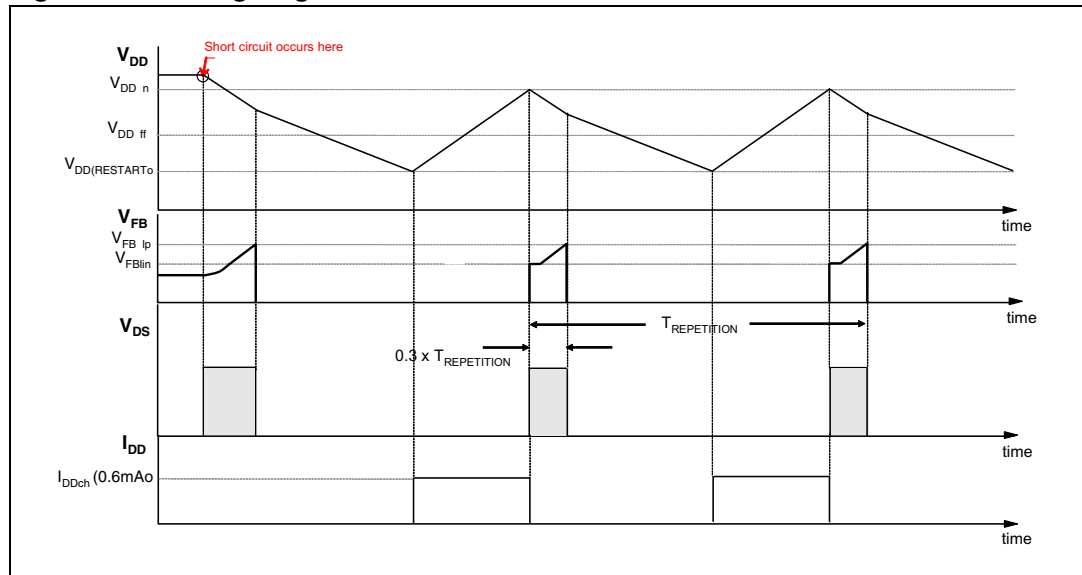 Short circuit occurs here
VDD
VDD n
VDD ff
VDD(RESTARTo
time
VFB
VFB lp
VFBlin
time
VDS
TREPETITION
0.3 x TREPETITION
time
IDD
IDDch (0.6mAo
time